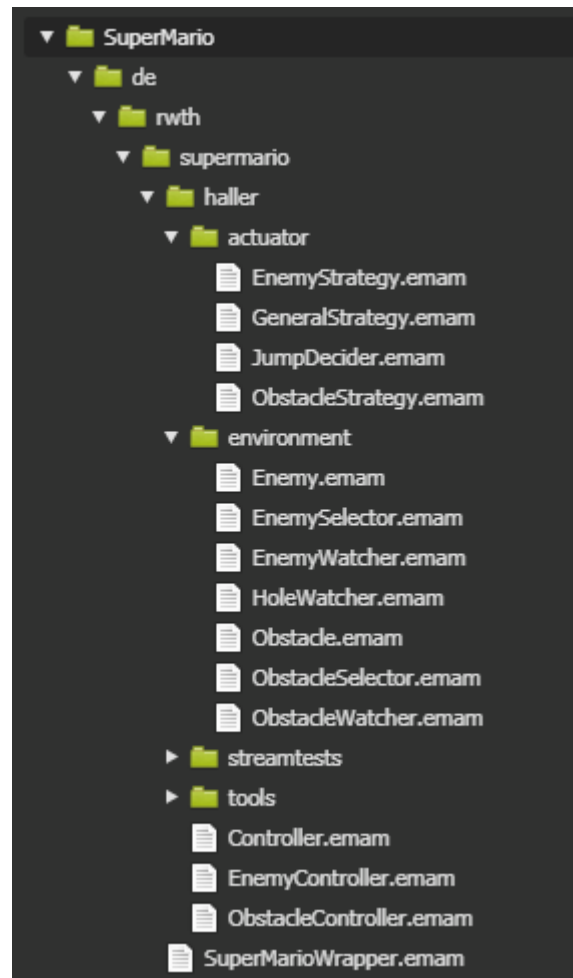 SuperMario
de
rwth
supermario
haller
actuator
EnemyStrategy.emam
GeneralStrategy.emam
JumpDecider.emam
ObstacleStrategy.emam
environment
Enemy.emam
EnemySelector.emam
EnemyWatcher.emam
HoleWatcher.emam
Obstacle.emam
ObstacleSelector.emam
ObstacleWatcher.emam
streamtests
tools
Controller.emam
EnemyController.emam
ObstacleController.emam
SuperMarioWrapper.emam